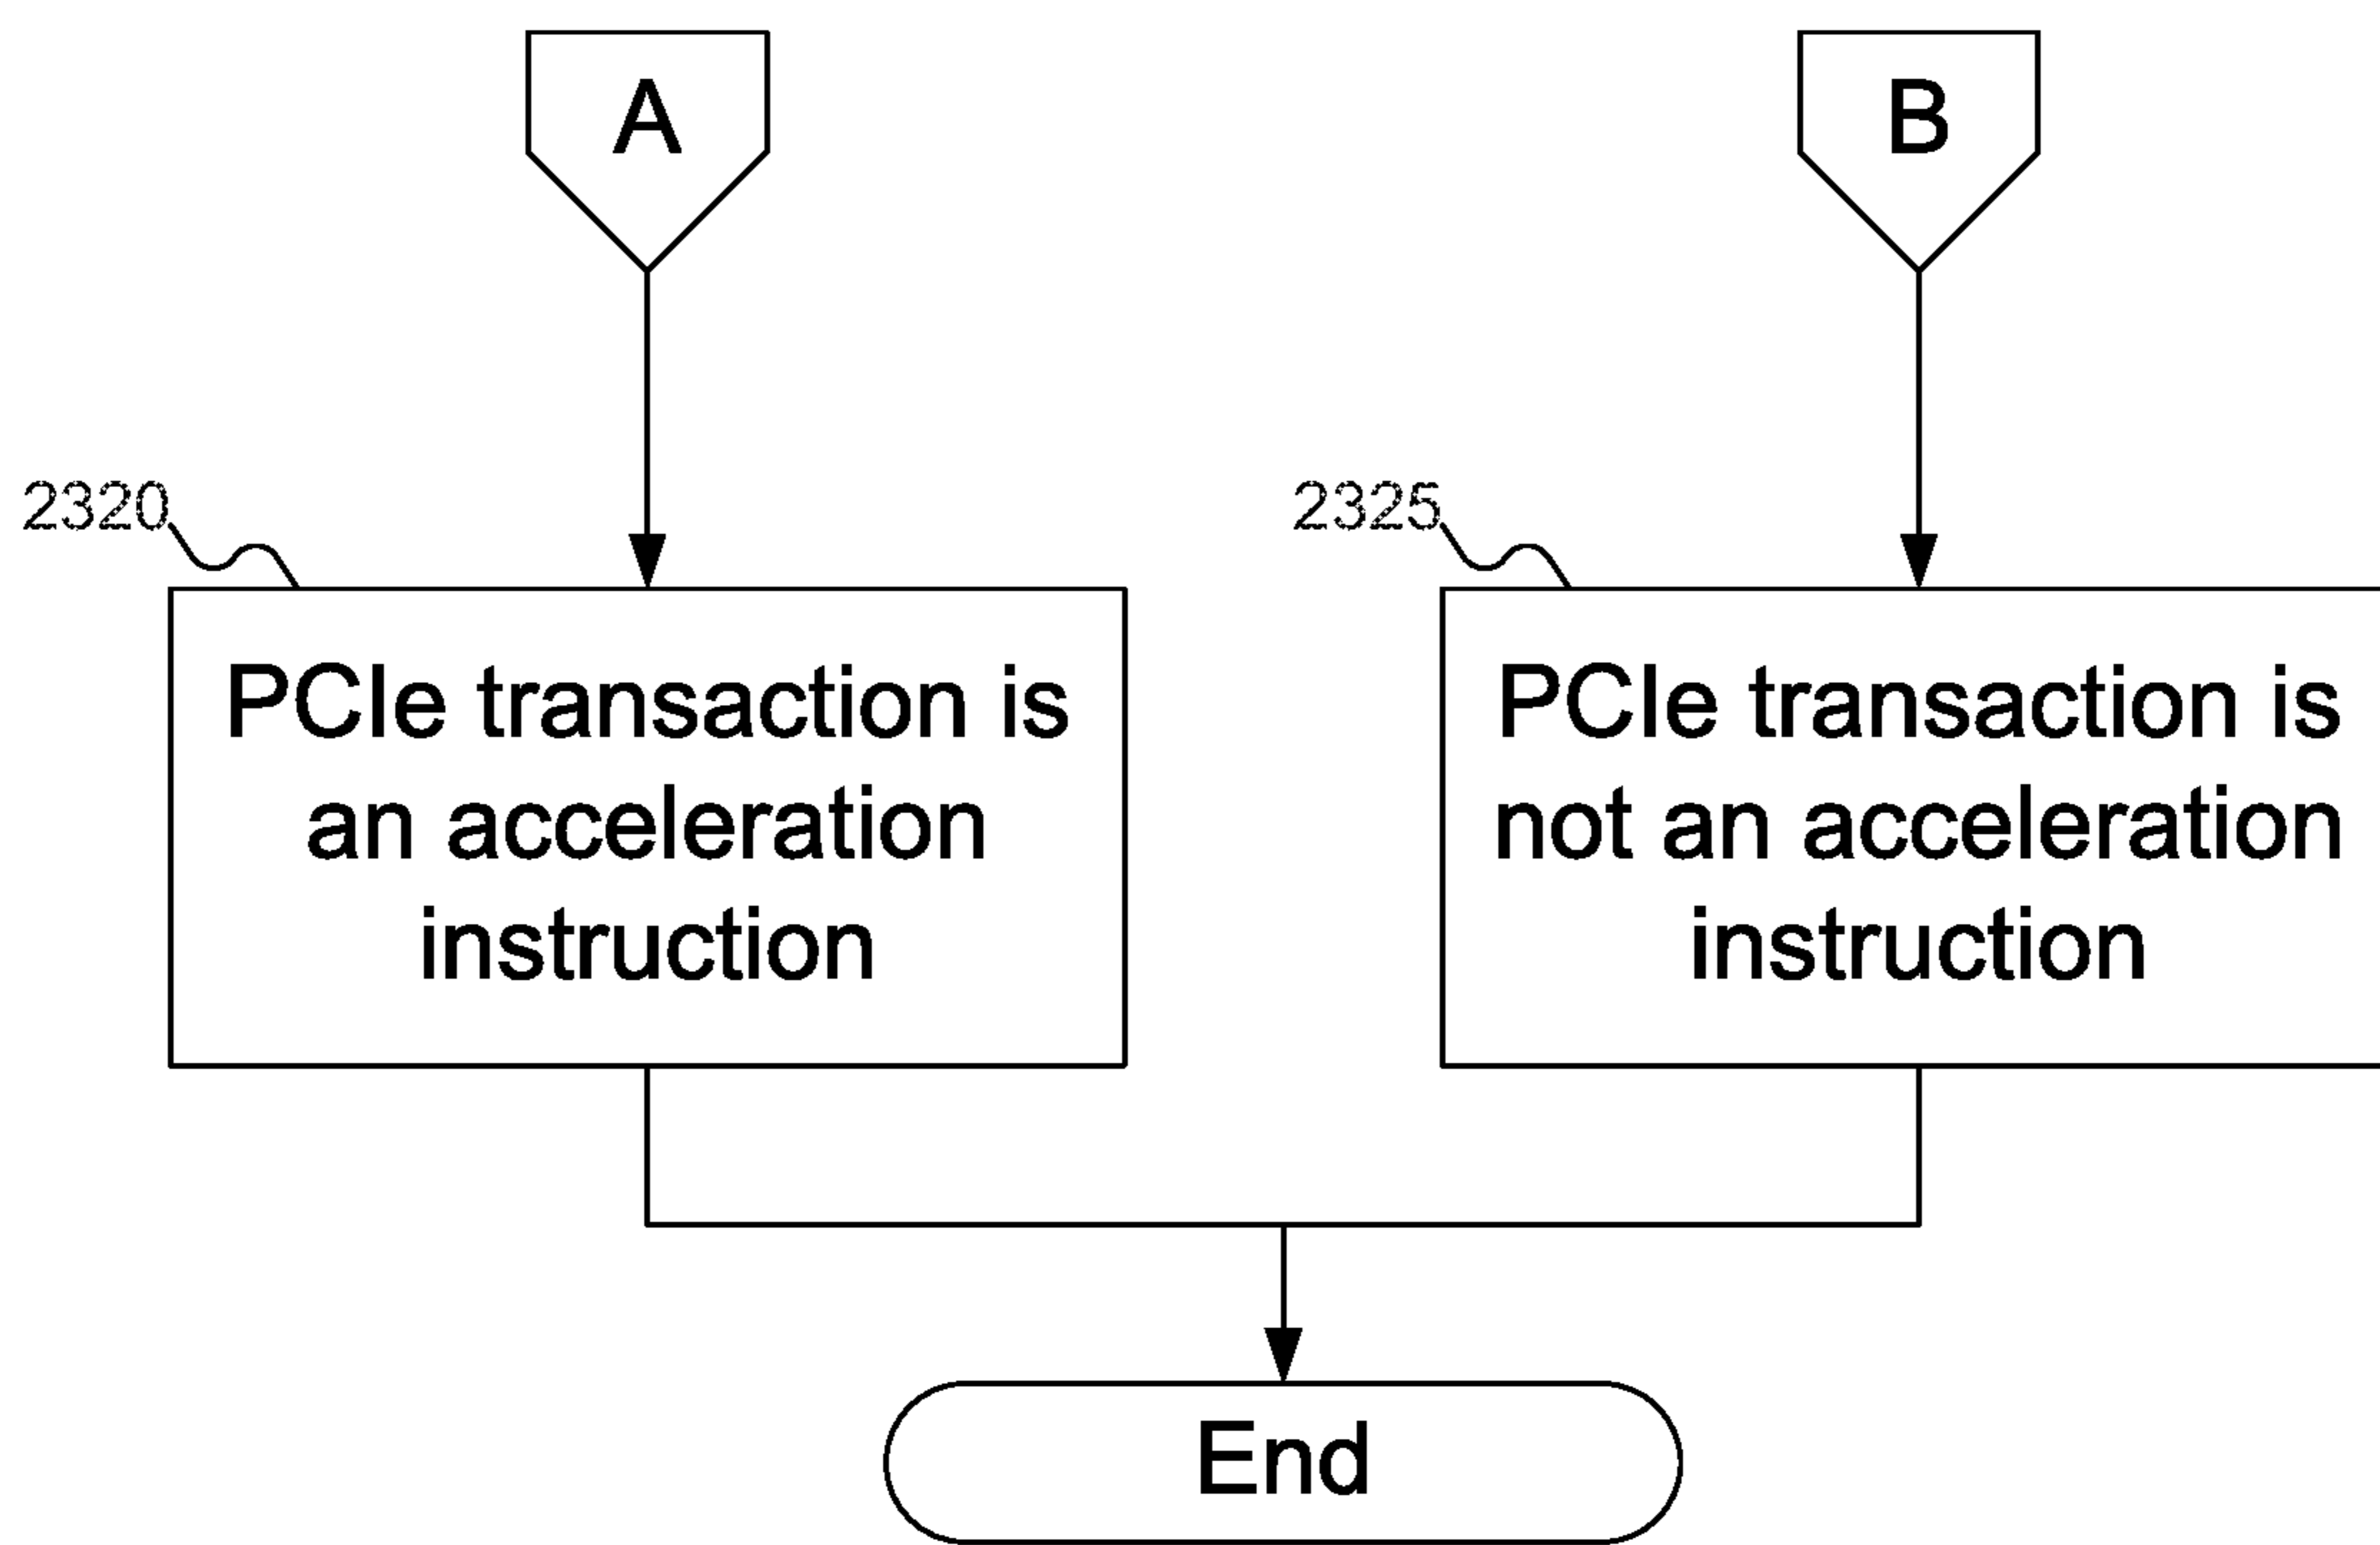 A
B
2320
2325
PCIe transaction is
an acceleration
instruction
PCIe transaction is
not an acceleration
instruction
End